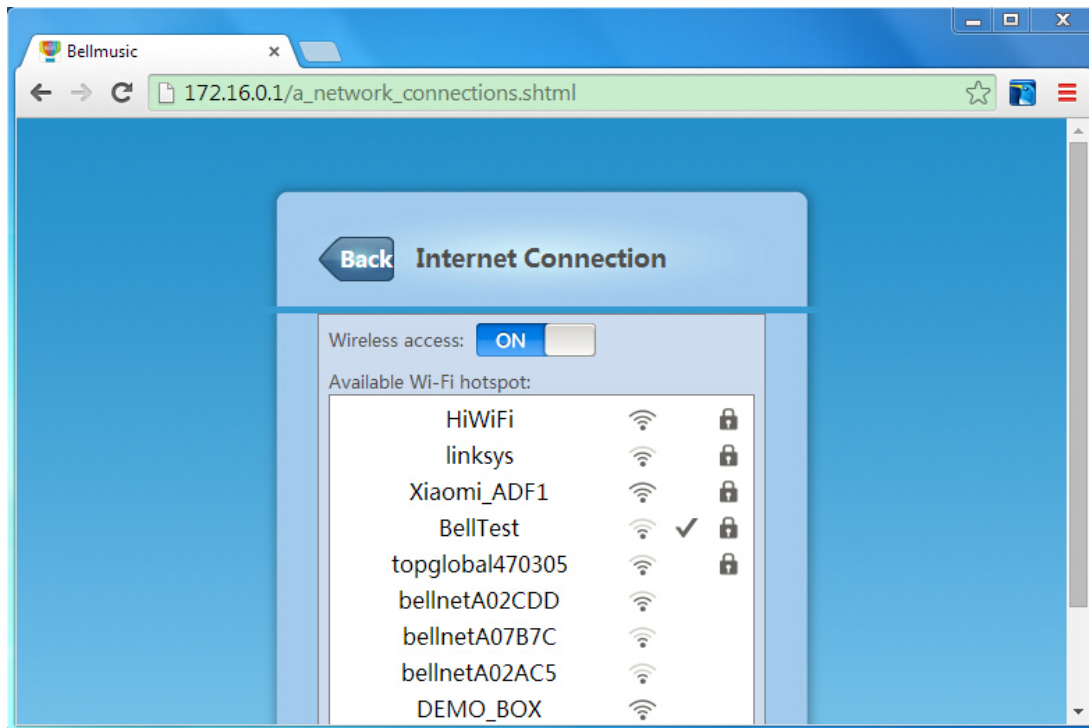 Bellmusic
172.16.0.1/a_network_connections.shtml
Back Internet Connection
Wireless access: ON
Available Wi-Fi hotspot:
HiWiFi
linksys
Xiaomi_ADF1
BellTest
topglobal470305
bellnetA02CDD
bellnetA07B7C
bellnetA02AC5
DEMO_BOX